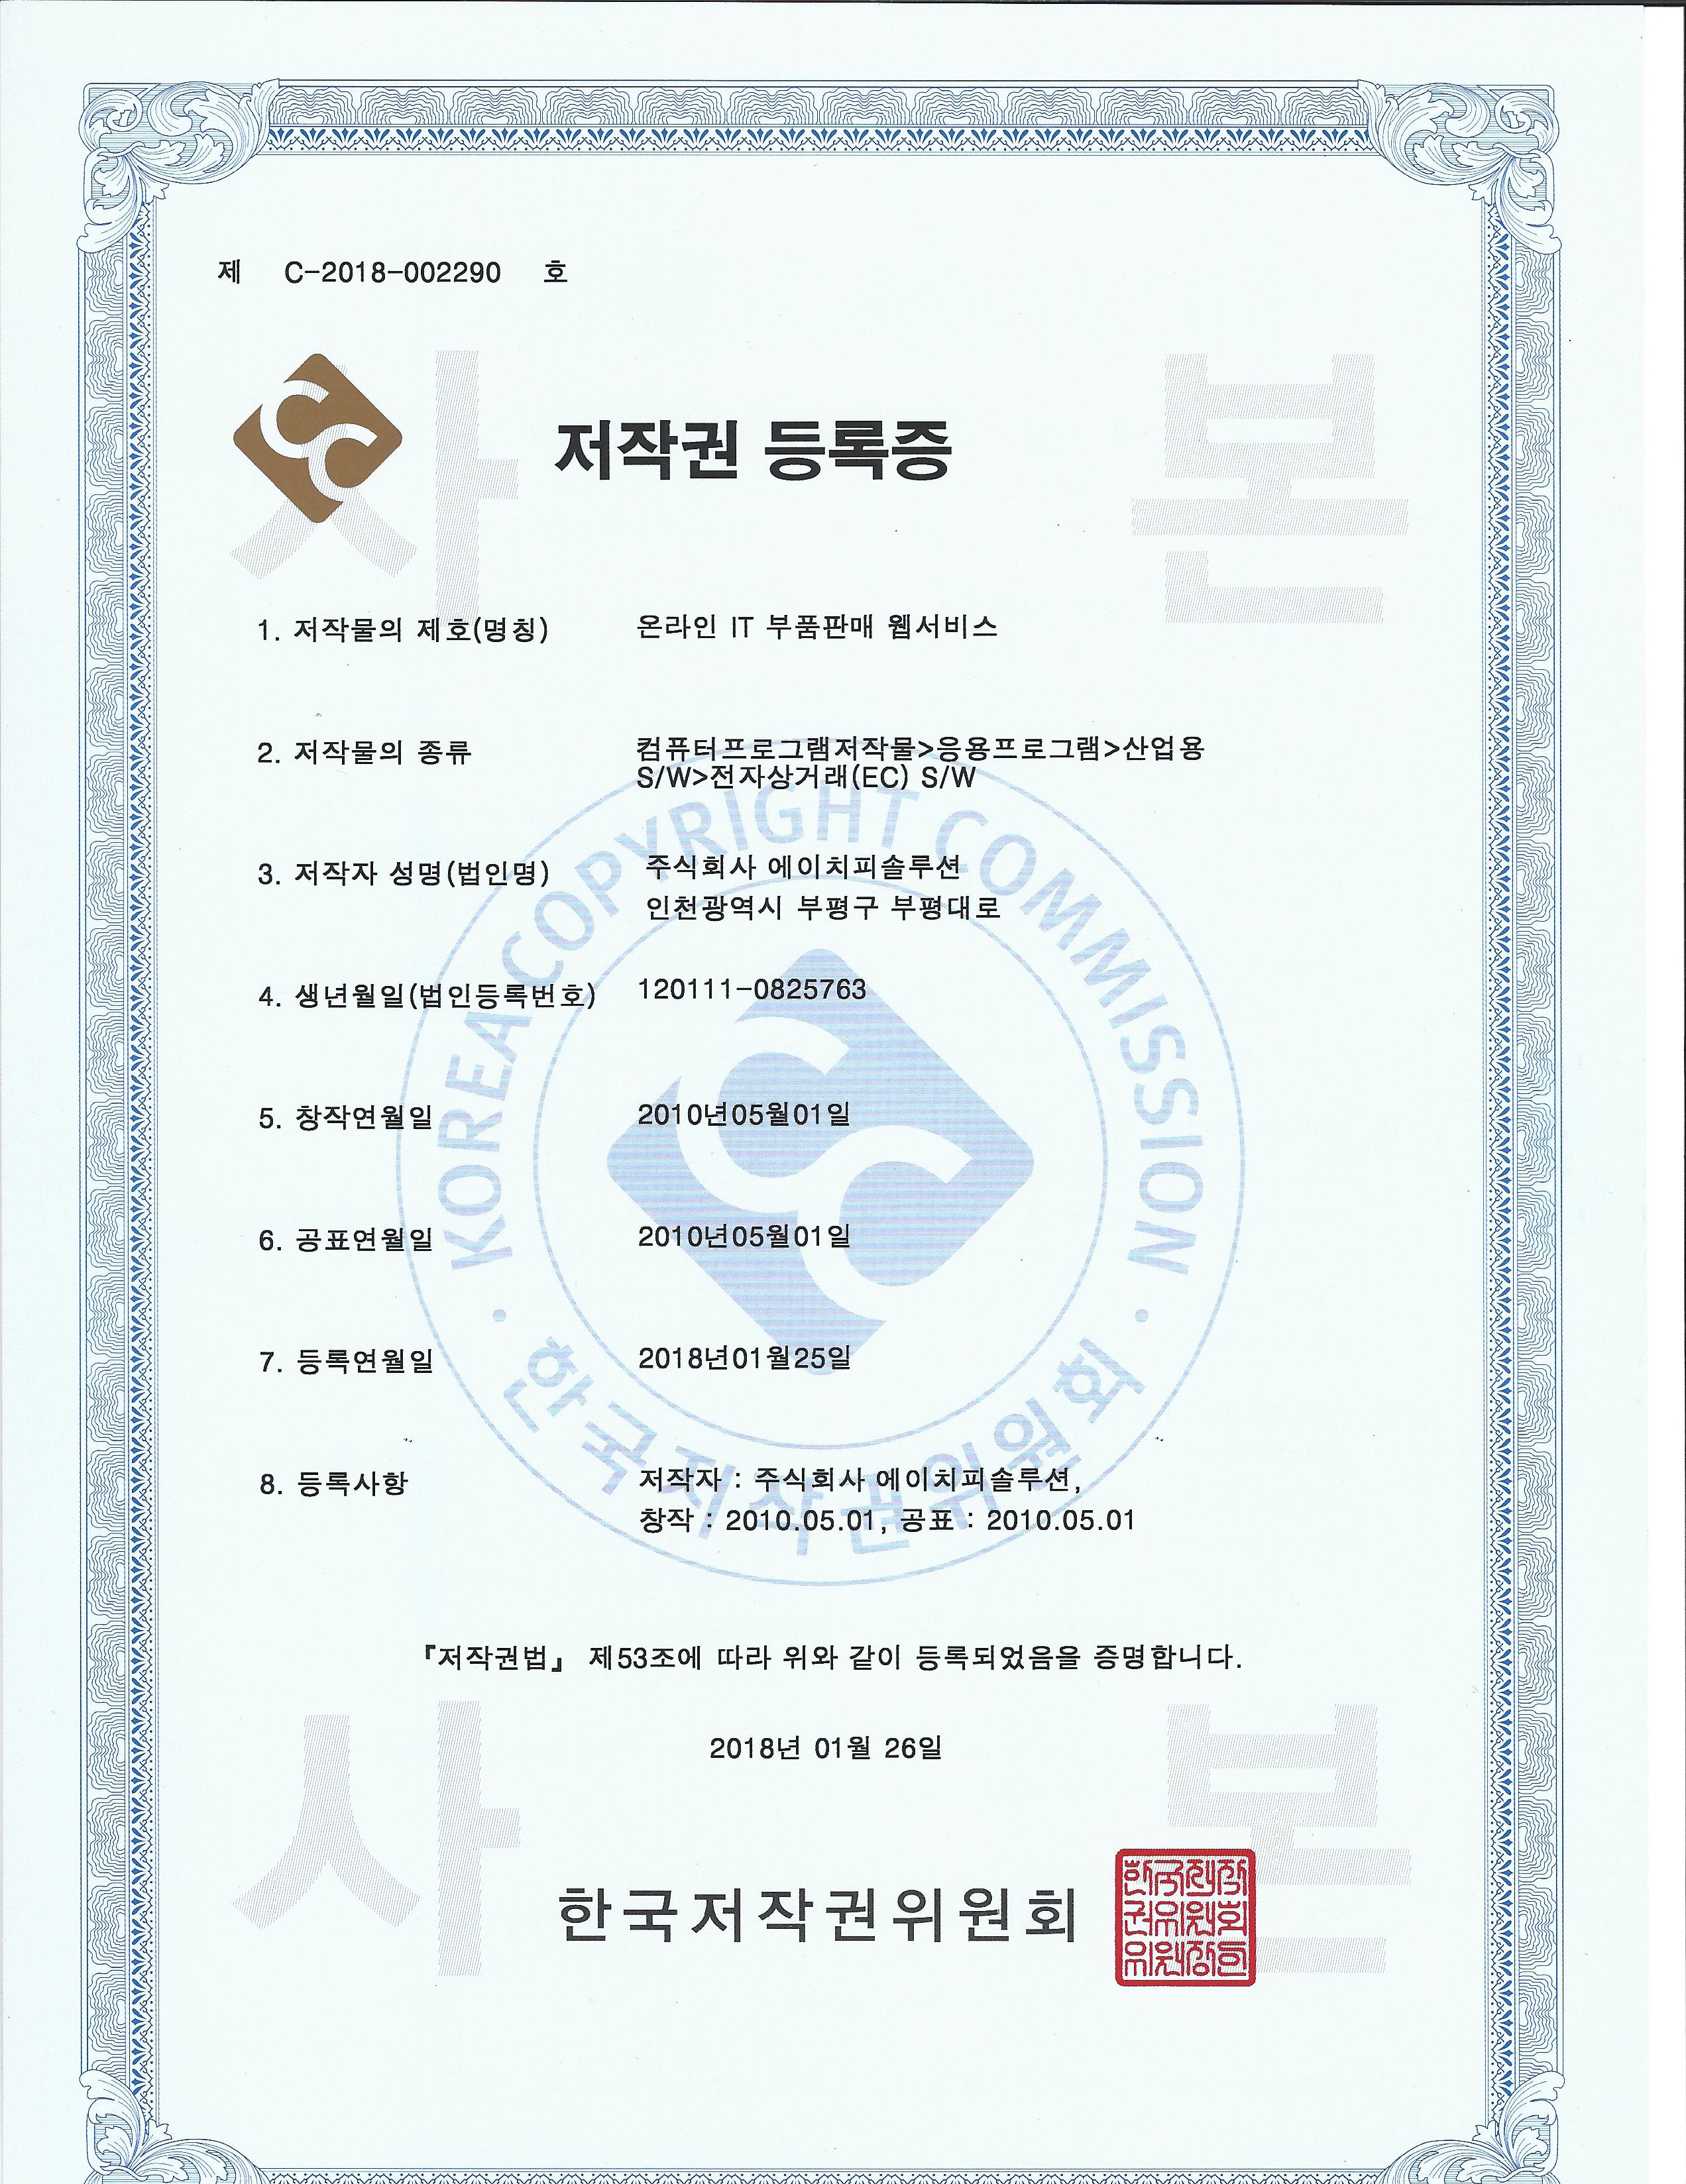 제 C-2018-002290 호
사 본
저작권 등록증
1. 저작물의 제호(명칭) 온라인 IT 부품판매 웹서비스
2. 저작물의 종류 컴퓨터프로그램저작물>응용프로그램>산업용
S/W>전자상거래(EC) S/W
3. 저작자 성명(법인명) 주식회사 에이치피솔루션
인천광역시 부평구 부평대로
4. 생년월일(법인등록번호) 120111-0825763
5. 창작연월일 2010년05월01일
6. 공표연월일 2010년05월01일
7. 등록연월일 2018년01월25일
8. 등록사항 저작자 : 주식회사 에이치피솔루션,
창작 : 2010.05.01, 공표 : 2010.05.01
KOREA COPYRIGHT COMMISSION
한국저작권위원회
『저작권법』 제53조에 따라 위와 같이 등록되었음을 증명합니다.
2018년 01월 26일
사 본
한국저작권위원회